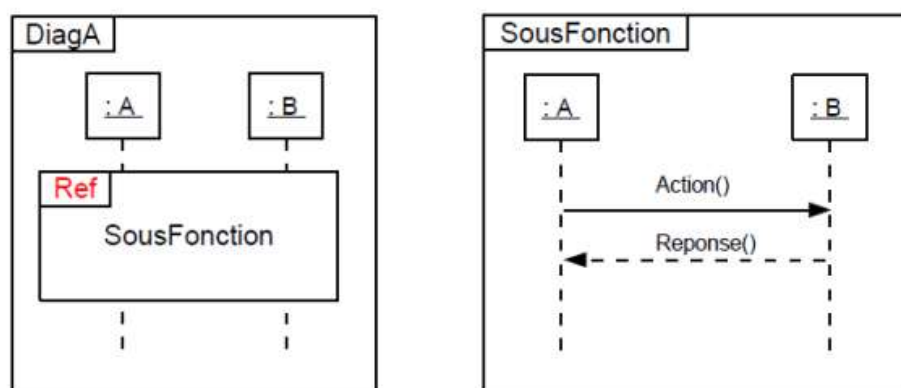 DiagA
: A
: B
Ref
SousFonction
SousFonction
: A
: B
Action()
Reponse()